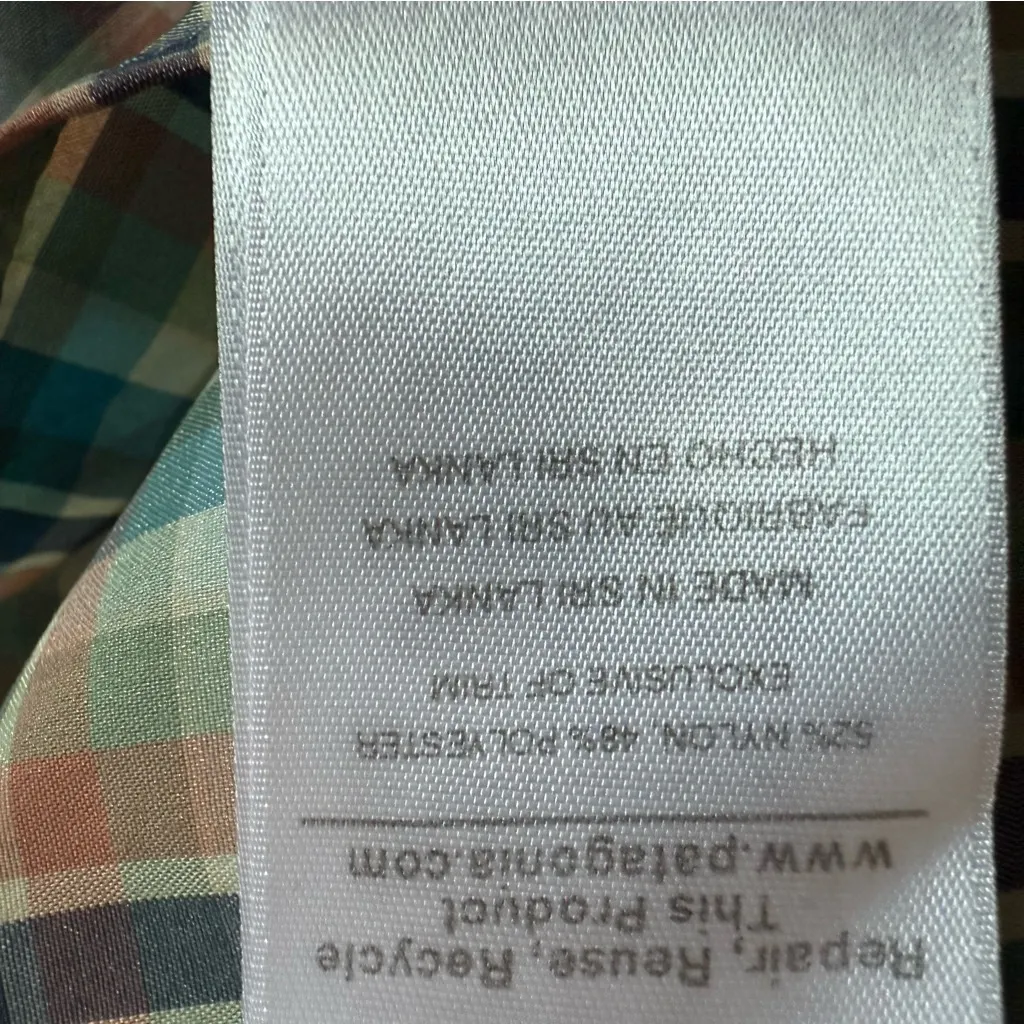 Repair, Reuse, Recycle
This Product
www.patagonia.com
52% NYLON, 48% POLYESTER
EXCLUSIVE OF TRIM
MADE IN SRI LANKA
FABRIQUÉ AU SRI LANKA
HECHO EN SRI LANKA